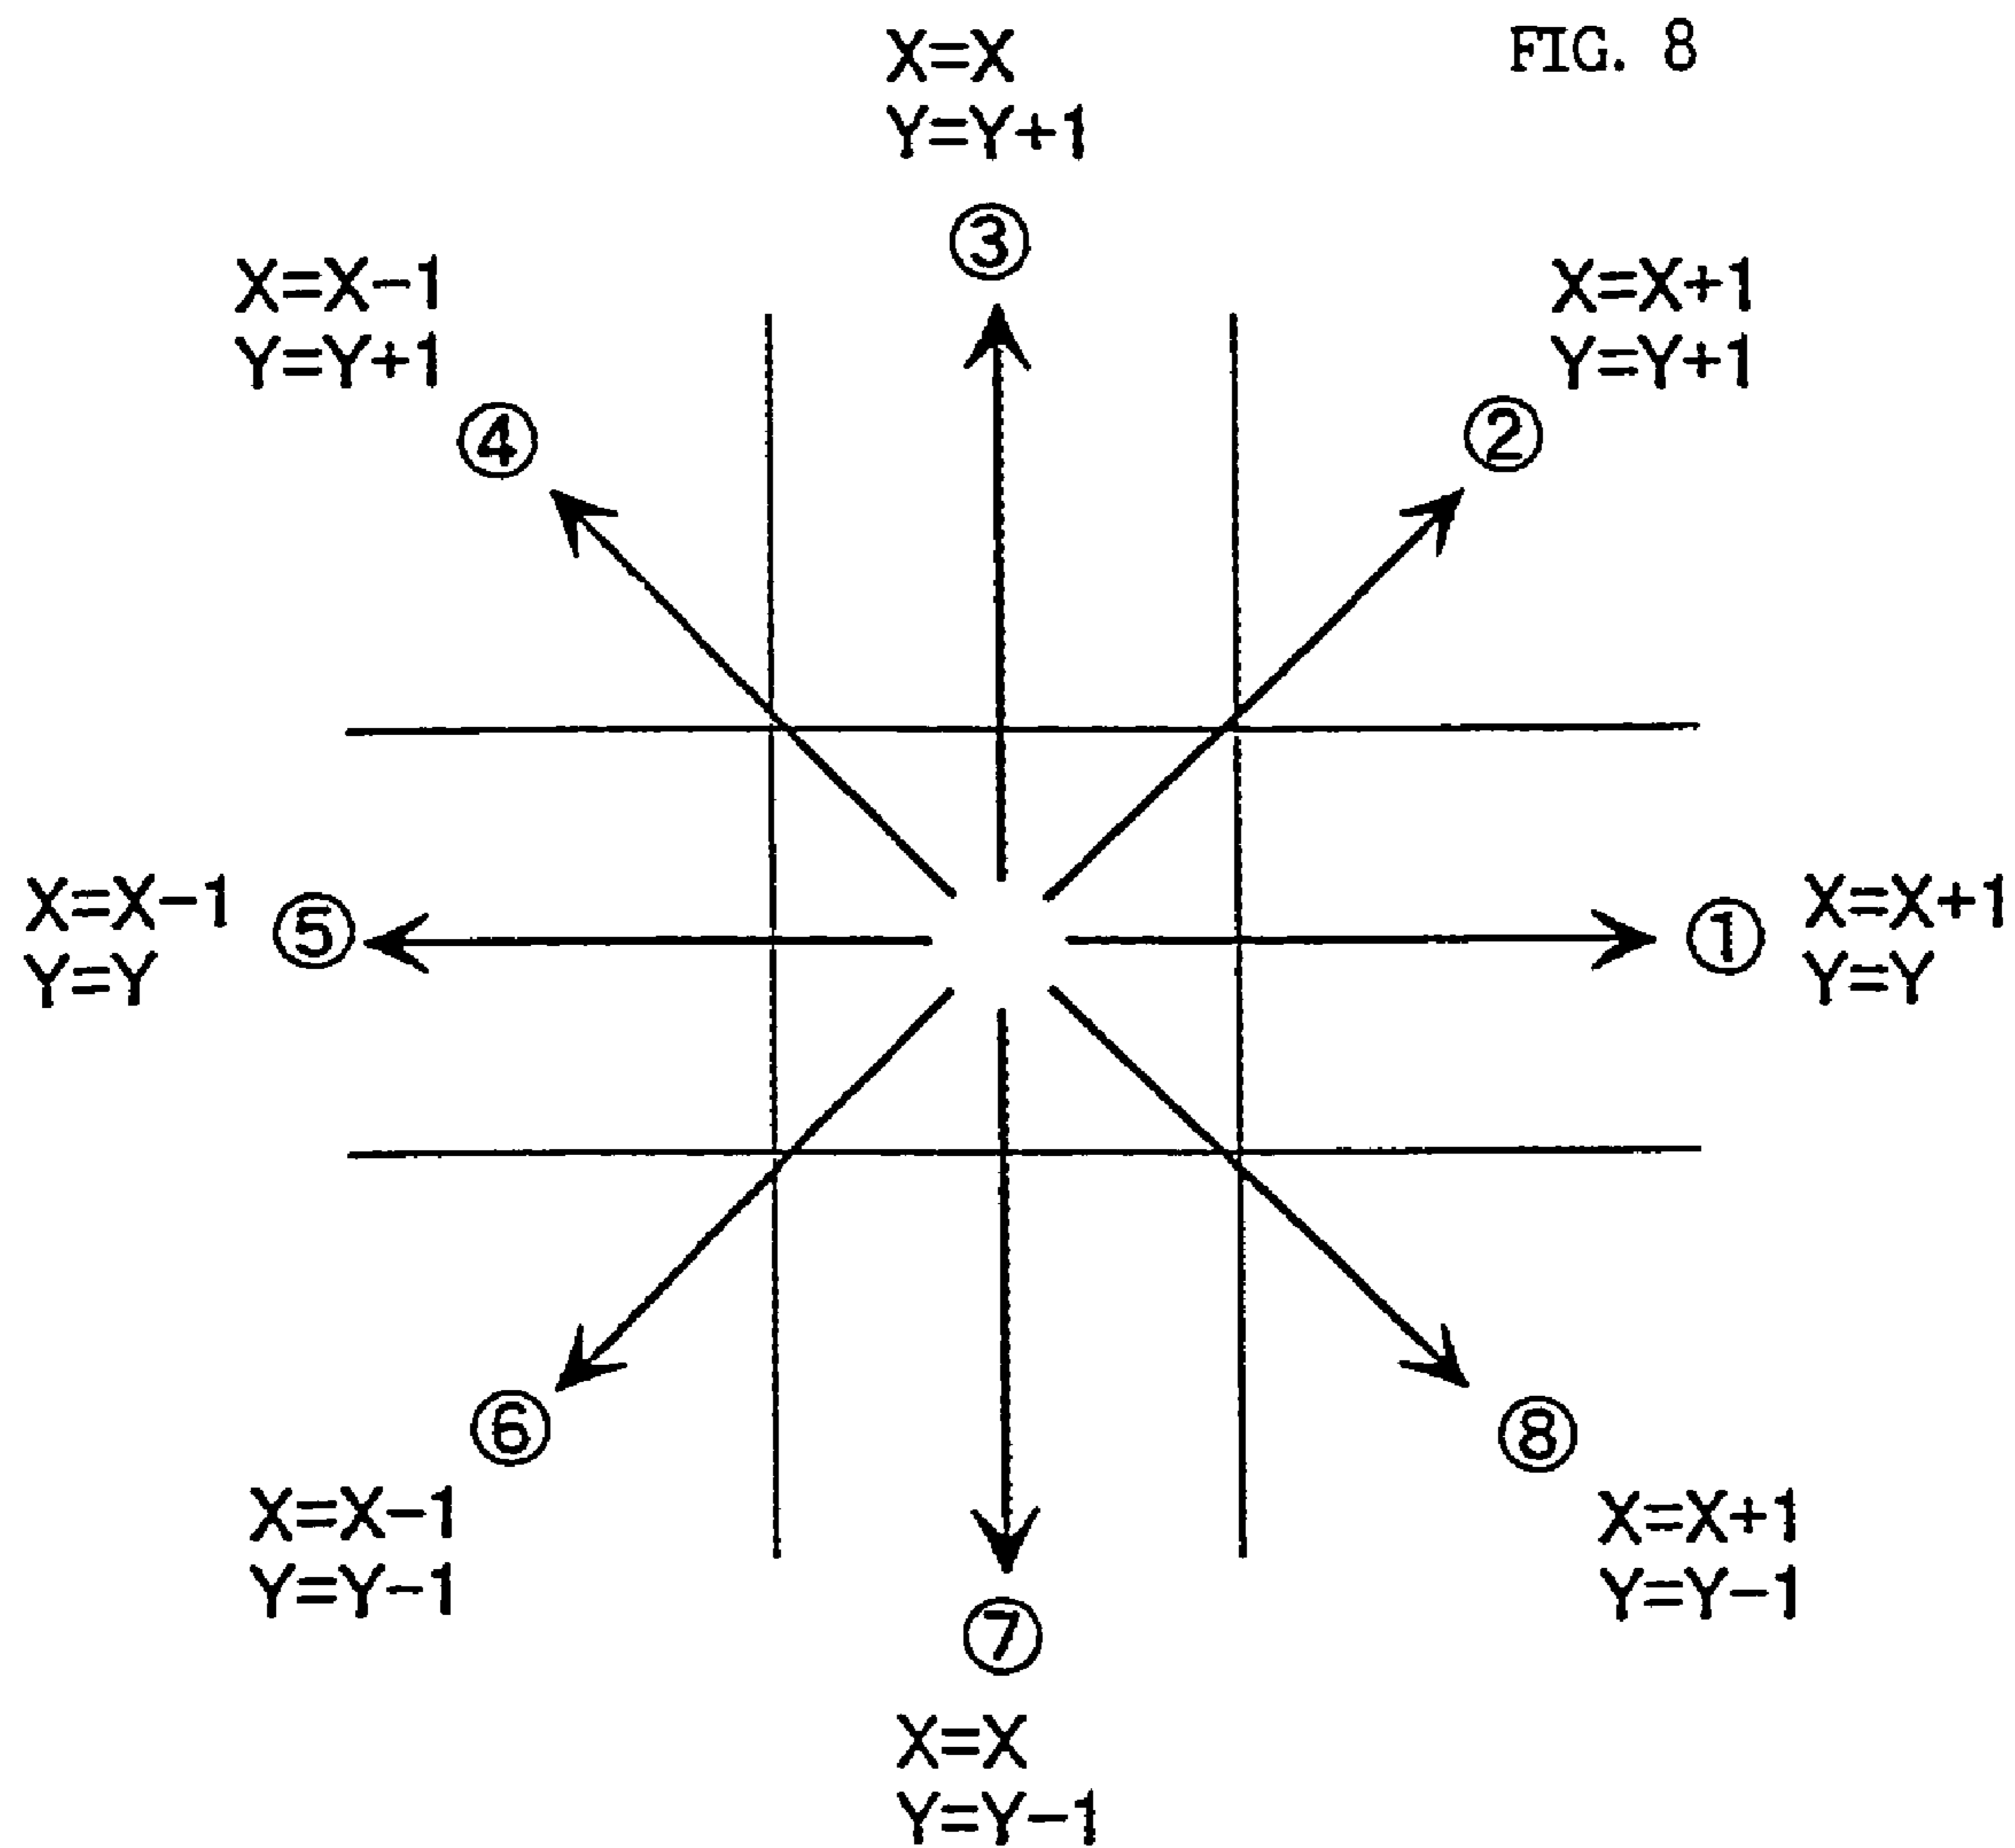 FIG. 8
X=X
Y=Y+1
③
X=X-1
Y=Y+1
④
X=X+1
Y=Y+1
②
X=X-1
Y=Y
⑤
①
X=X+1
Y=Y
⑥
X=X-1
Y=Y-1
⑧
X=X+1
Y=Y-1
⑦
X=X
Y=Y-1